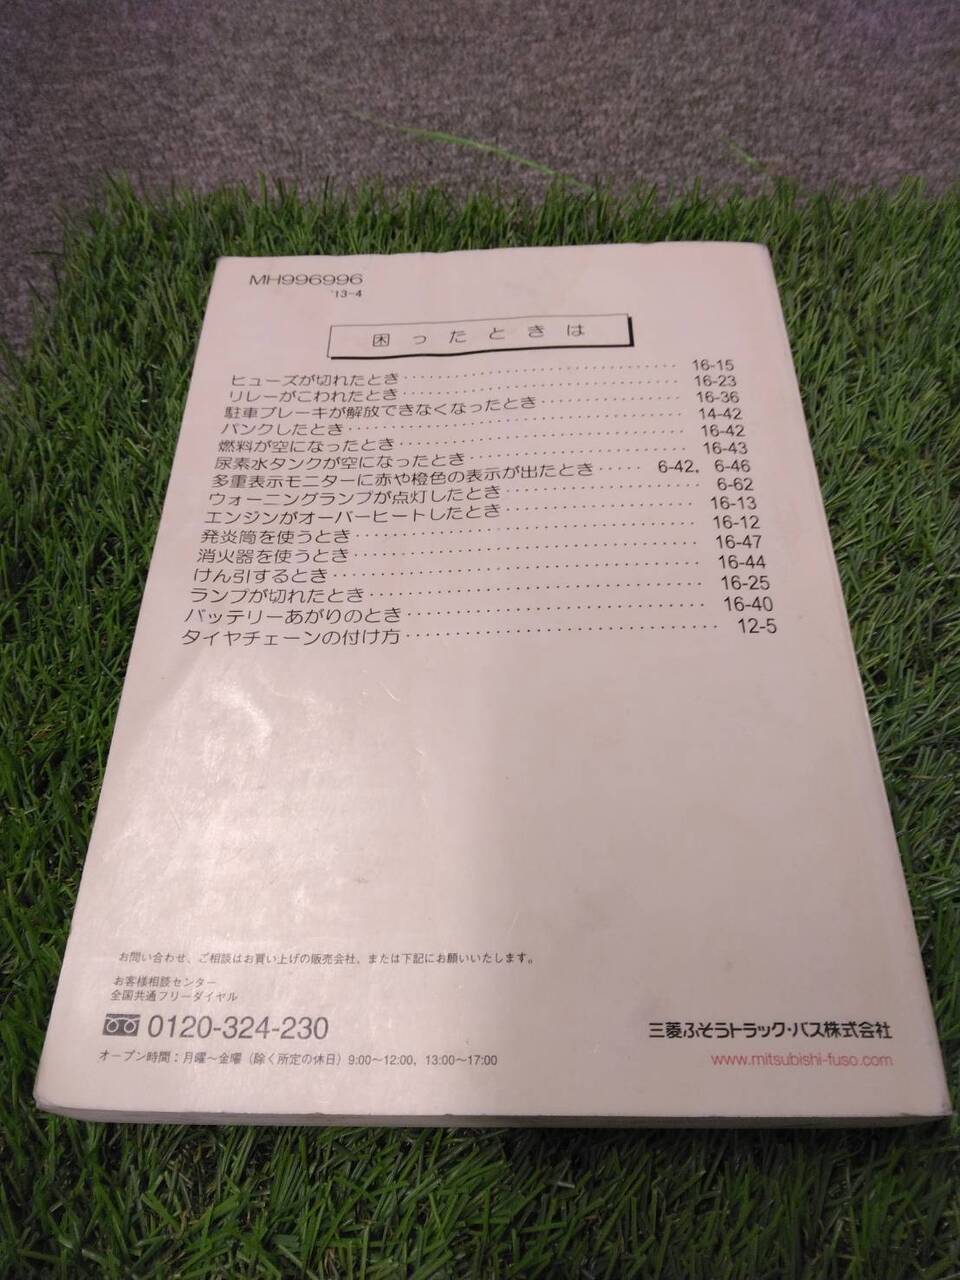 MH996996
'13-4
困ったときは
ヒューズが切れたとき 16-15
リレーがこわれたとき 16-23
駐車ブレーキが解放できなくなったとき 16-36
パンクしたとき 14-42
燃料が空になったとき 16-42
尿素水タンクが空になったとき 16-43
多重表示モニターに赤や橙色の表示が出たとき 6-42, 6-46
ウォーニングランプが点灯したとき 6-62
エンジンがオーバーヒートしたとき 16-13
発炎筒を使うとき 16-12
消火器を使うとき 16-47
けん引するとき 16-44
ランプが切れたとき 16-25
バッテリーあがりのとき 16-40
タイヤチェーンの付け方 12-5
お問い合わせ、ご相談はお買い上げの販売会社、または下記にお願いいたします。
お客様相談センター
全国共通フリーダイヤル
0120-324-230
オープン時間：月曜～金曜（除く所定の休日）9:00～12:00, 13:00～17:00
三菱ふそうトラック・バス株式会社
www.mitsubishi-fuso.com